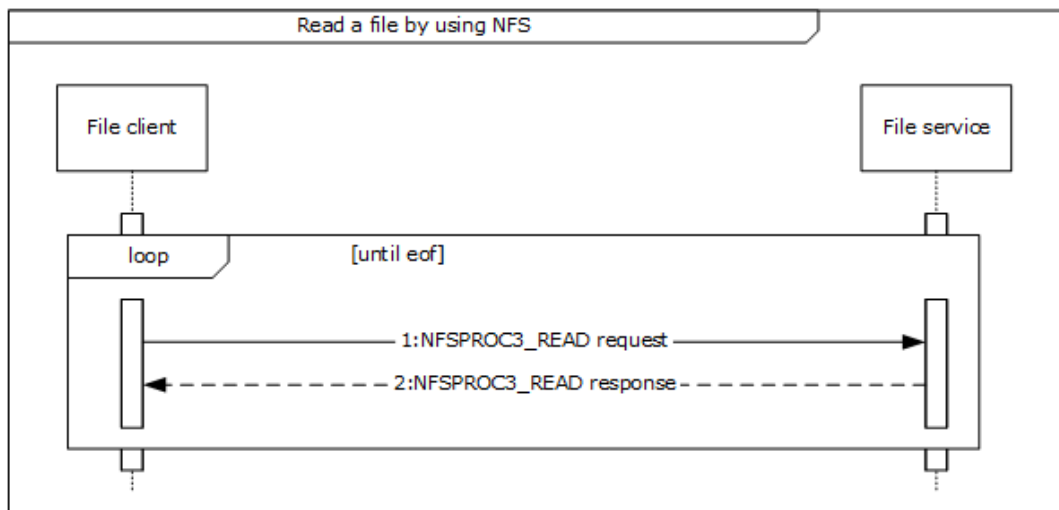 Read a file by using NFS
File client
File service
loop
[until eof]
1:NFSPROC3_READ request
2:NFSPROC3_READ response